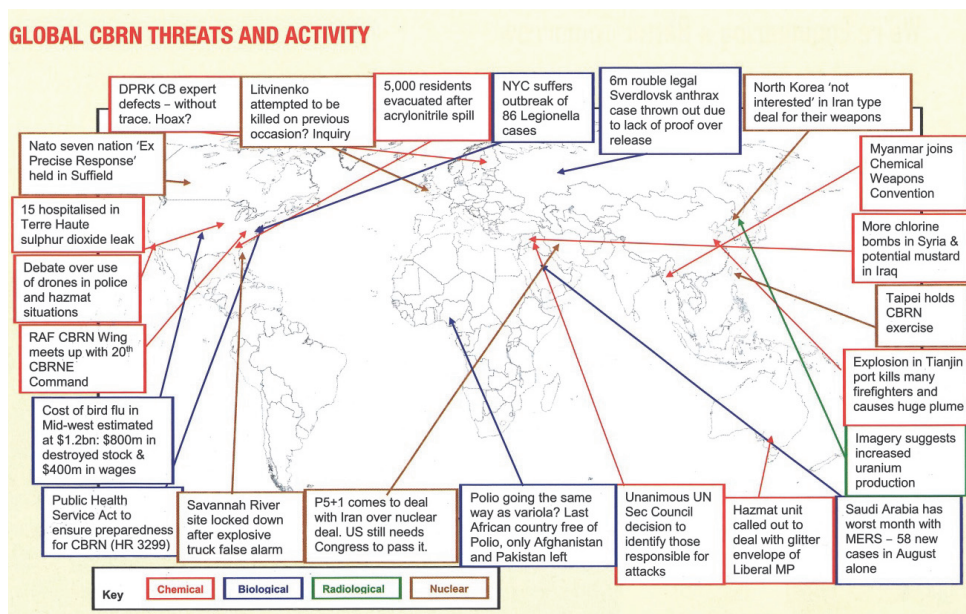 GLOBAL CBRN THREATS AND ACTIVITY
DPRK CB expert
defects – without
trace. Hoax?
Litvinenko
attempted to be
killed on previous
occasion? Inquiry
5,000 residents
evacuated after
acrylonitrile spill
NYC suffers
outbreak of
86 Legionella
cases
6m rouble legal
Sverdlovsk anthrax
case thrown out due
to lack of proof over
release
North Korea ‘not
interested’ in Iran type
deal for their weapons
Nato seven nation ‘Ex
Precise Response’
held in Suffield
Myanmar joins
Chemical
Weapons
Convention
15 hospitalised in
Terre Haute
sulphur dioxide leak
More chlorine
bombs in Syria &
potential mustard
in Iraq
Debate over use
of drones in police
and hazmat
situations
Taipei holds
CBRN
exercise
RAF CBRN Wing
meets up with 20th
CBRNE
Command
Explosion in Tianjin
port kills many
firefighters and
causes huge plume
Cost of bird flu in
Mid-west estimated
at $1.2bn: $800m in
destroyed stock &
$400m in wages
Imagery suggests
increased
uranium
production
Public Health
Service Act to
ensure preparedness
for CBRN (HR 3299)
Savannah River
site locked down
after explosive
truck false alarm
P5+1 comes to deal
with Iran over nuclear
deal. US still needs
Congress to pass it.
Polio going the same
way as variola? Last
African country free of
Polio, only Afghanistan
and Pakistan left
Unanimous UN
Sec Council
decision to
identify those
responsible for
attacks
Hazmat unit
called out to
deal with glitter
envelope of
Liberal MP
Saudi Arabia has
worst month with
MERS – 58 new
cases in August
alone
Key
Chemical
Biological
Radiological
Nuclear